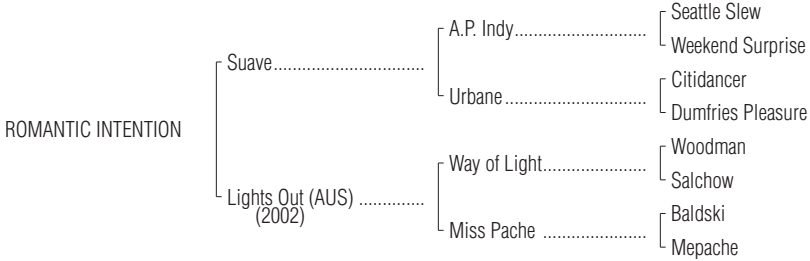 Seattle Slew
A.P. Indy..............................
Weekend Surprise
Suave..................................
Citidancer
Urbane................................
Dumfries Pleasure
ROMANTIC INTENTION
Woodman
Way of Light.......................
Salchow
Lights Out (AUS) ...............
(2002)
Baldski
Miss Pache ......................
Mepache